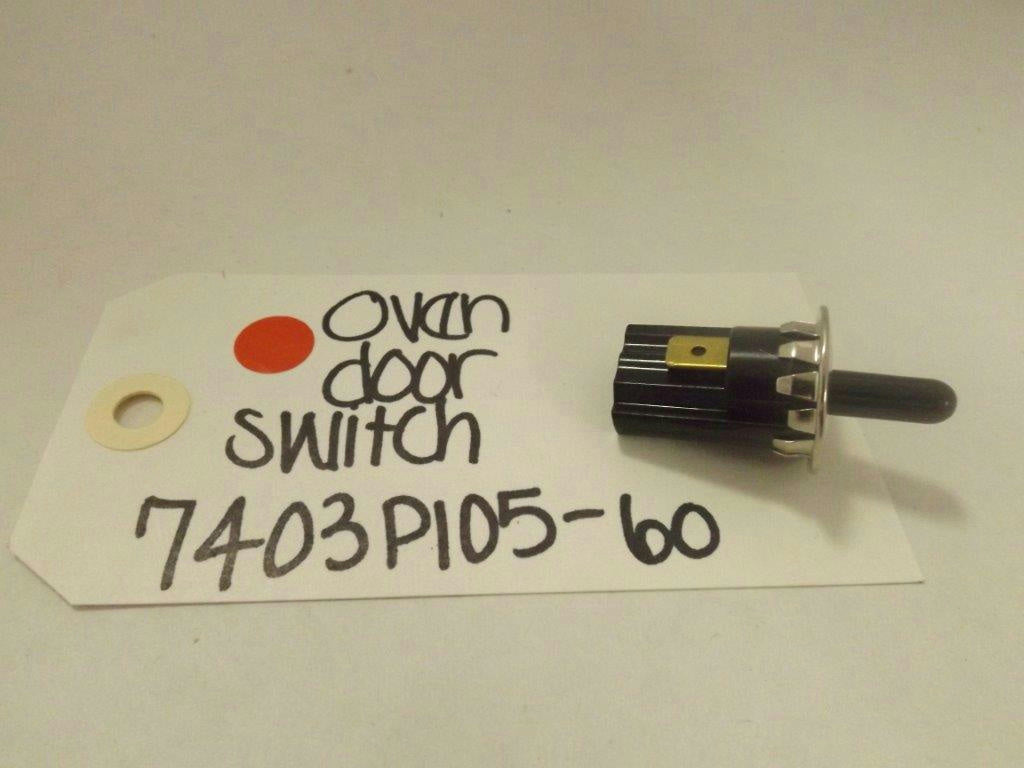 Oven
door
switch
7403P105-60